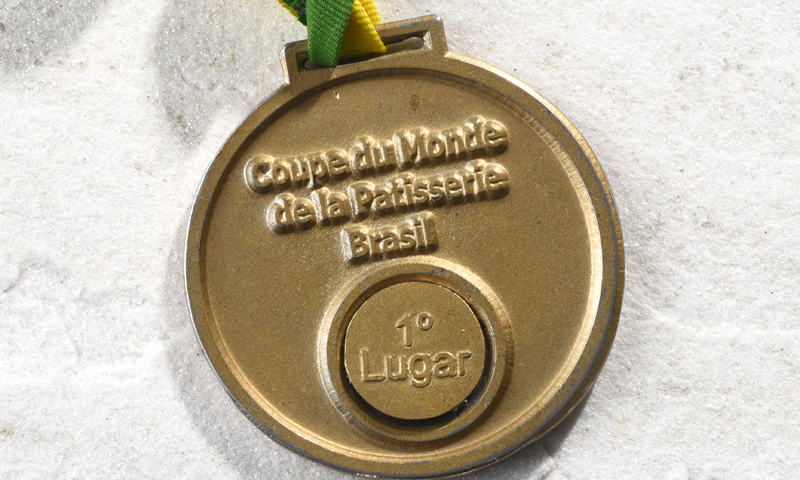 Coupe du Monde
de la Patisserie
Brasil
1º
Lugar